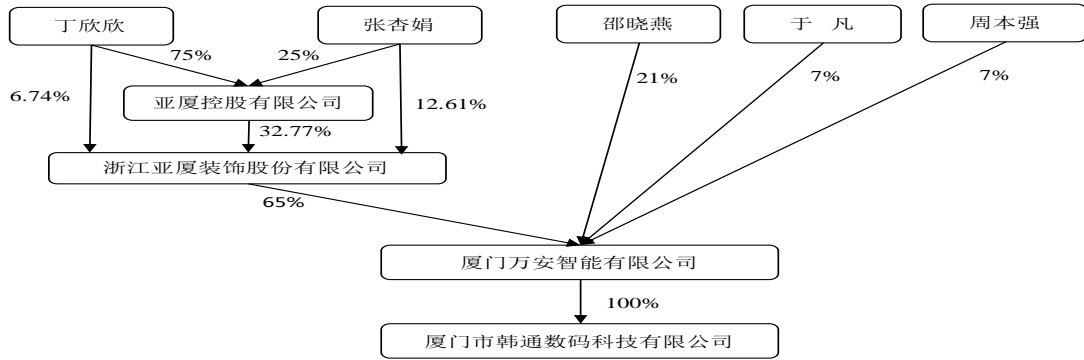 丁欣欣
张杏娟
邵晓燕
于 凡
周本强
75%
25%
21%
7%
7%
6.74%
亚厦控股有限公司
12.61%
32.77%
浙江亚厦装饰股份有限公司
65%
厦门万安智能有限公司
100%
厦门市韩通数码科技有限公司